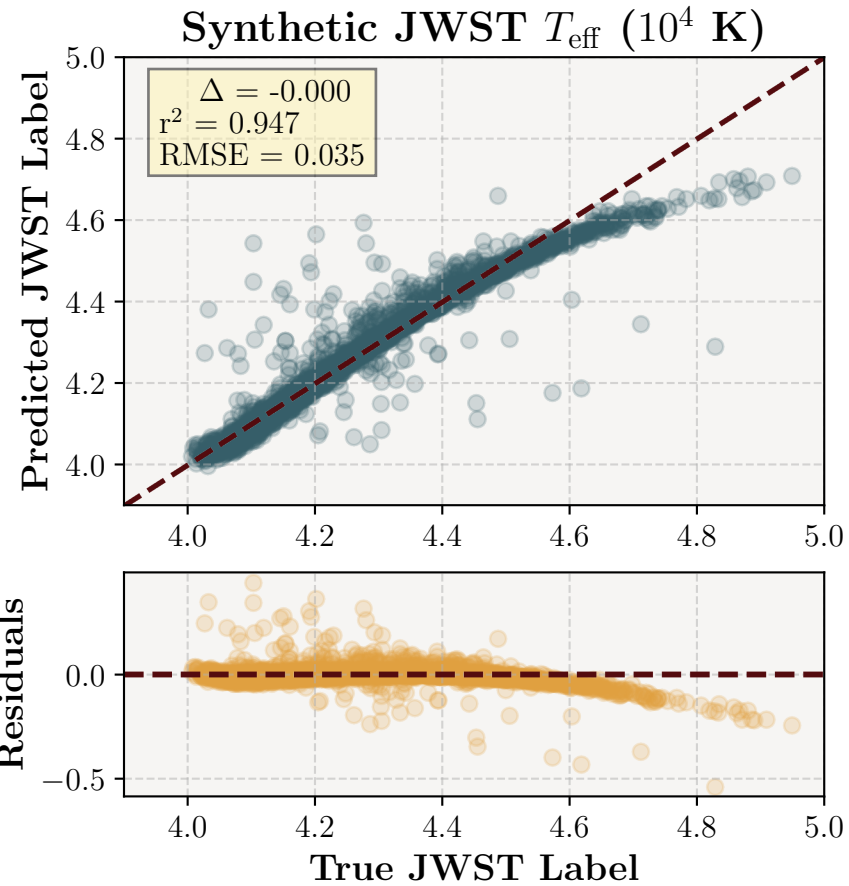 Synthetic JWST T_eff (10^4 K)
Predicted JWST Label
5.0
4.8
4.6
4.4
4.2
4.0
Δ = -0.000
r² = 0.947
RMSE = 0.035
4.0 4.2 4.4 4.6 4.8 5.0
Residuals
0.0
−0.5
4.0 4.2 4.4 4.6 4.8 5.0
True JWST Label